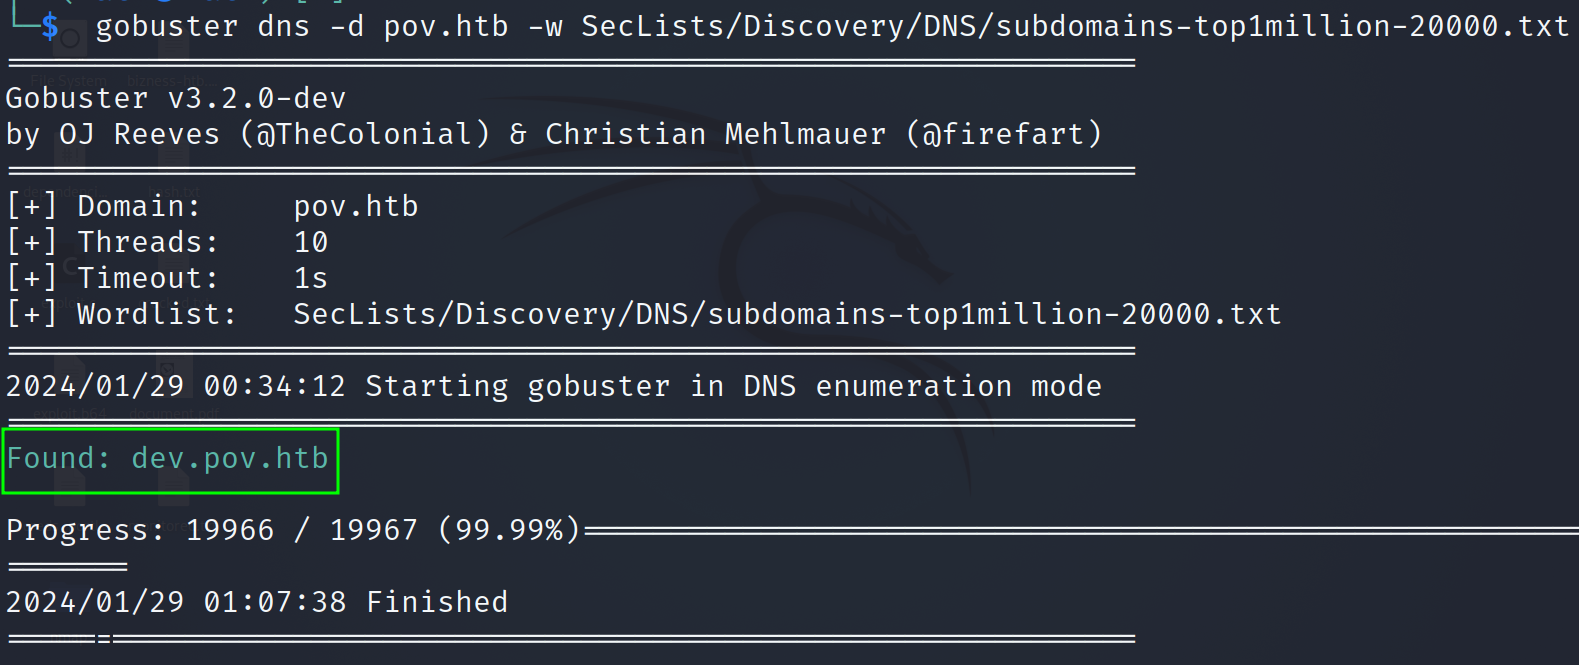 └─$ gobuster dns -d pov.htb -w SecLists/Discovery/DNS/subdomains-top1million-20000.txt
===============================================================
Gobuster v3.2.0-dev
by OJ Reeves (@TheColonial) & Christian Mehlmauer (@firefart)
===============================================================
[+] Domain:     pov.htb
[+] Threads:    10
[+] Timeout:    1s
[+] Wordlist:   SecLists/Discovery/DNS/subdomains-top1million-20000.txt
===============================================================
2024/01/29 00:34:12 Starting gobuster in DNS enumeration mode
===============================================================
Found: dev.pov.htb
Progress: 19966 / 19967 (99.99%)=======================================================
=======
2024/01/29 01:07:38 Finished
===============================================================